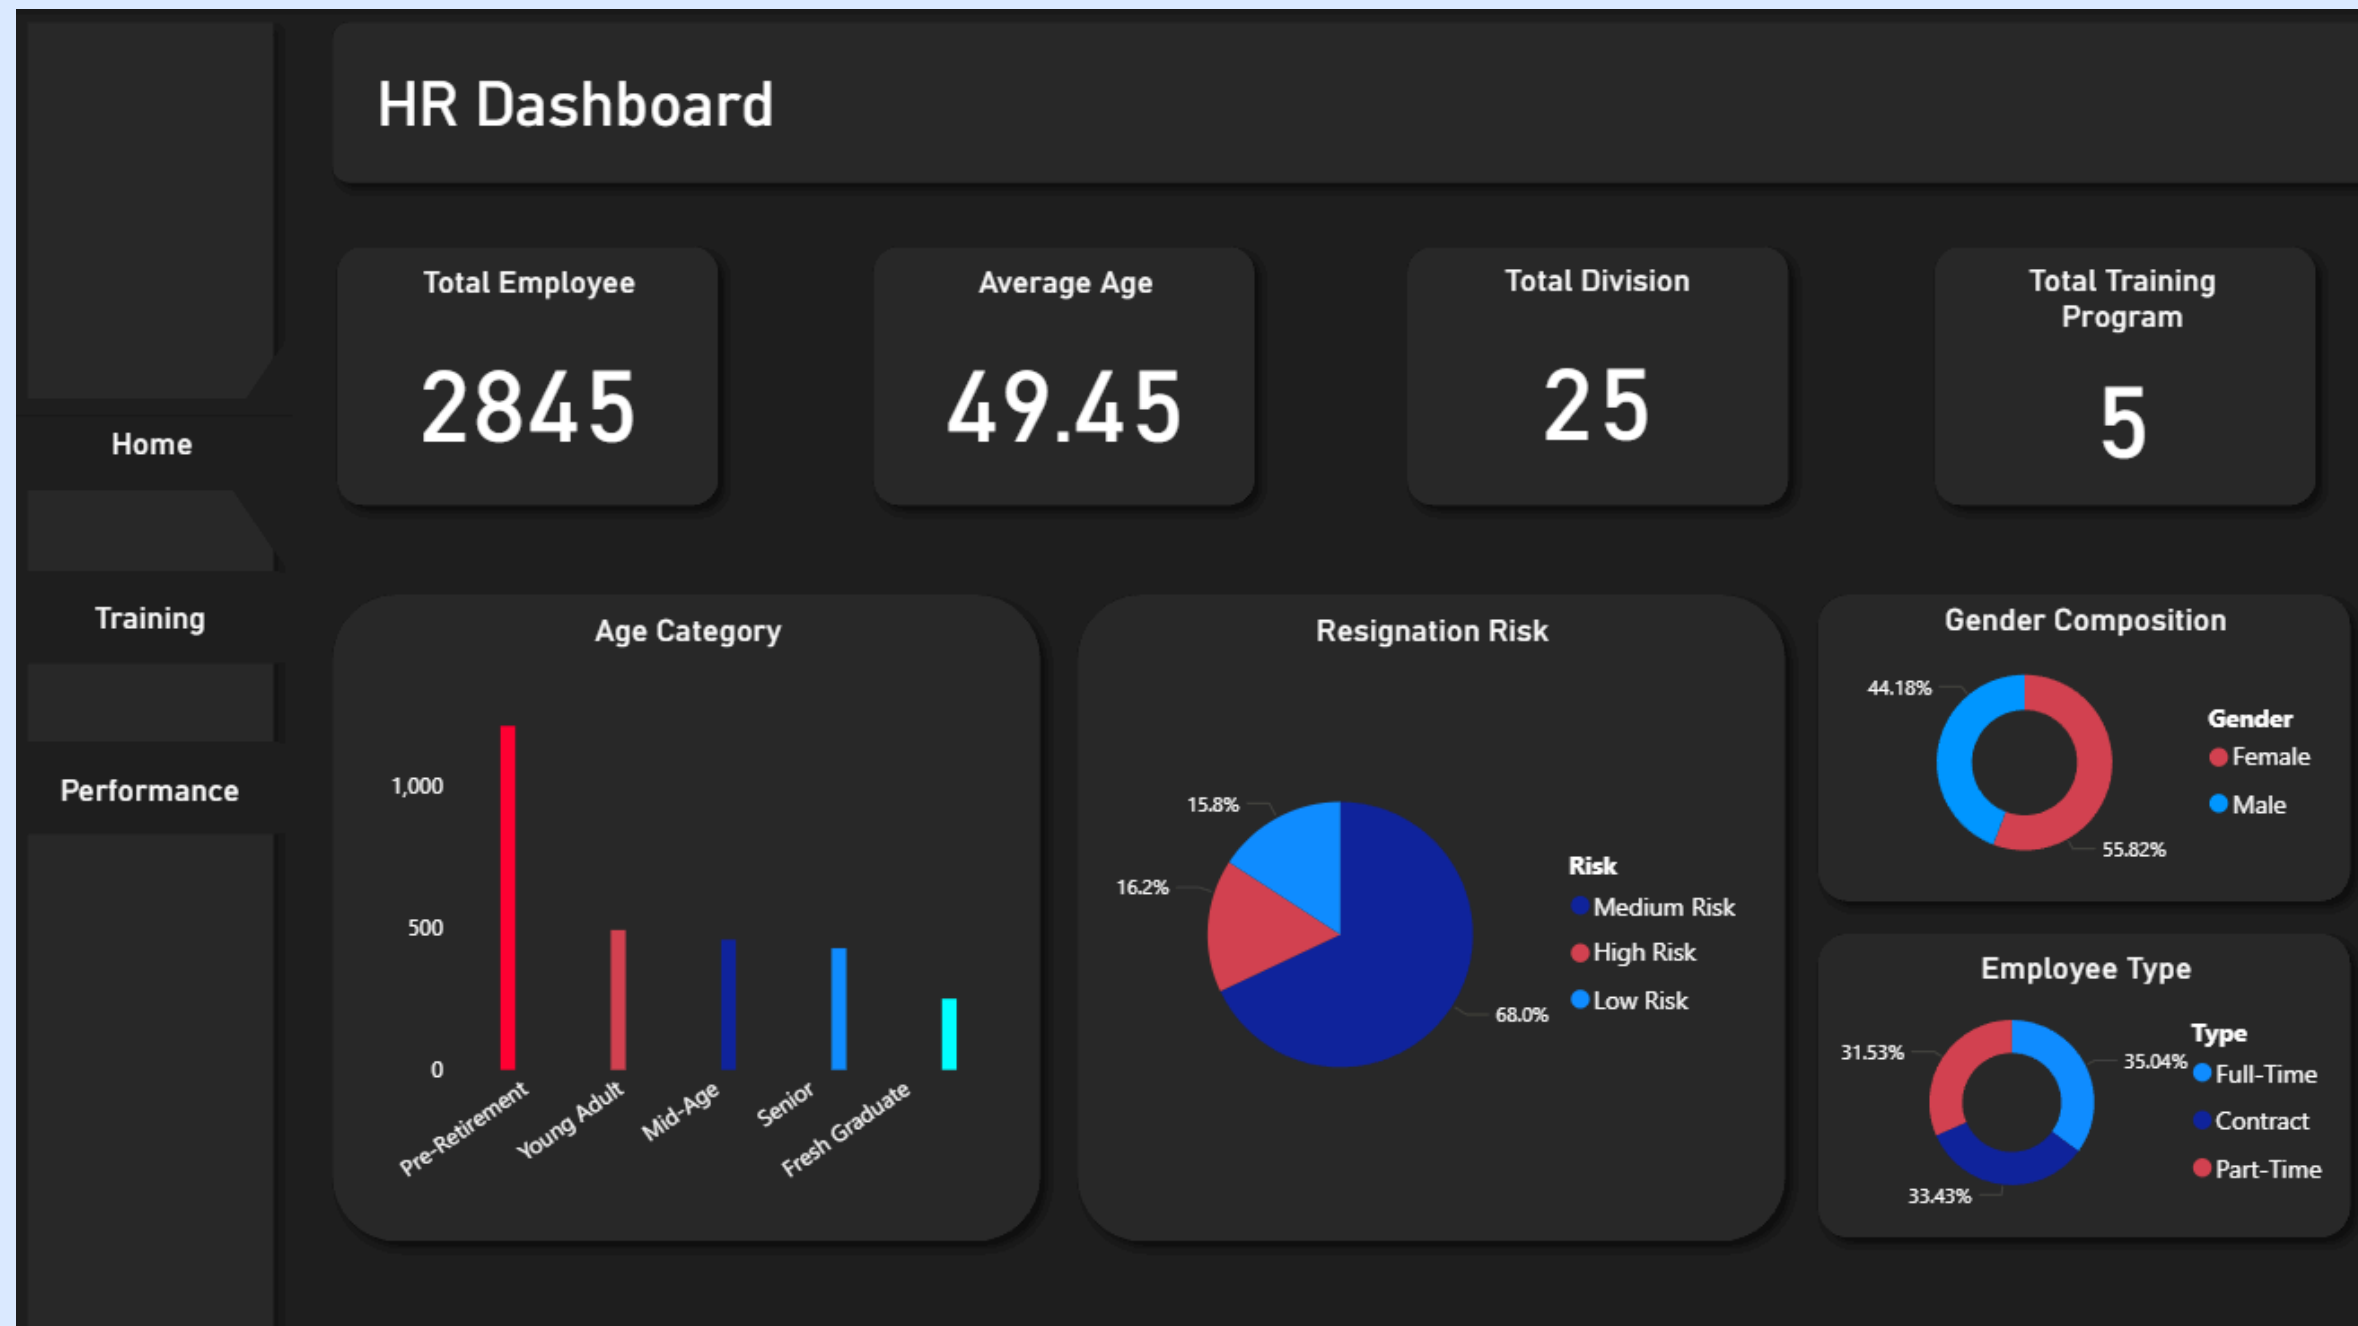 HR Dashboard
Total Employee
2845
Average Age
49.45
Total Division
25
Total Training
Program
5
Home
Training
Performance
Age Category
1,000
500
0
Pre-Retirement
Young Adult
Mid-Age
Senior
Fresh Graduate
Resignation Risk
15.8%
16.2%
68.0%
Risk
Medium Risk
High Risk
Low Risk
Gender Composition
44.18%
55.82%
Gender
Female
Male
Employee Type
31.53%
35.04%
33.43%
Type
Full-Time
Contract
Part-Time